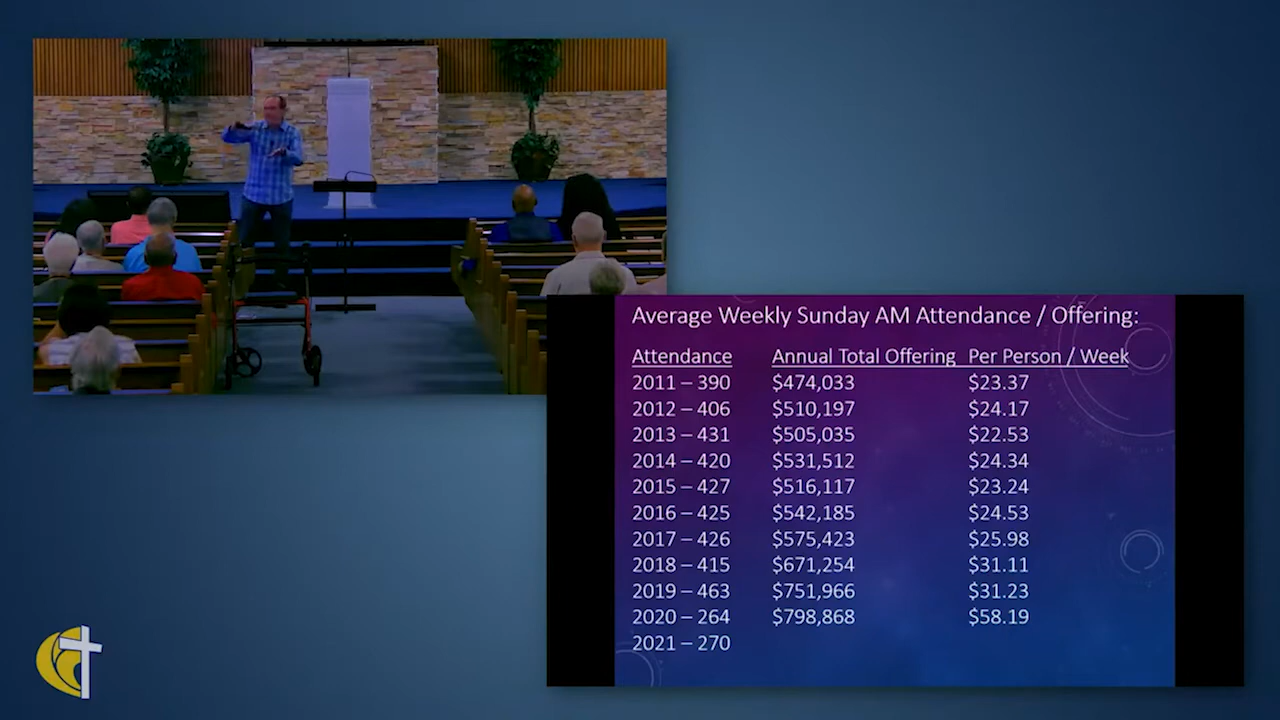 Average Weekly Sunday AM Attendance / Offering:
Attendance Annual Total Offering Per Person / Week
2011 – 390 $474,033 $23.37
2012 – 406 $510,197 $24.17
2013 – 431 $505,035 $22.53
2014 – 420 $531,512 $24.34
2015 – 427 $516,117 $23.24
2016 – 425 $542,185 $24.53
2017 – 426 $575,423 $25.98
2018 – 415 $671,254 $31.11
2019 – 463 $751,966 $31.23
2020 – 264 $798,868 $58.19
2021 – 270